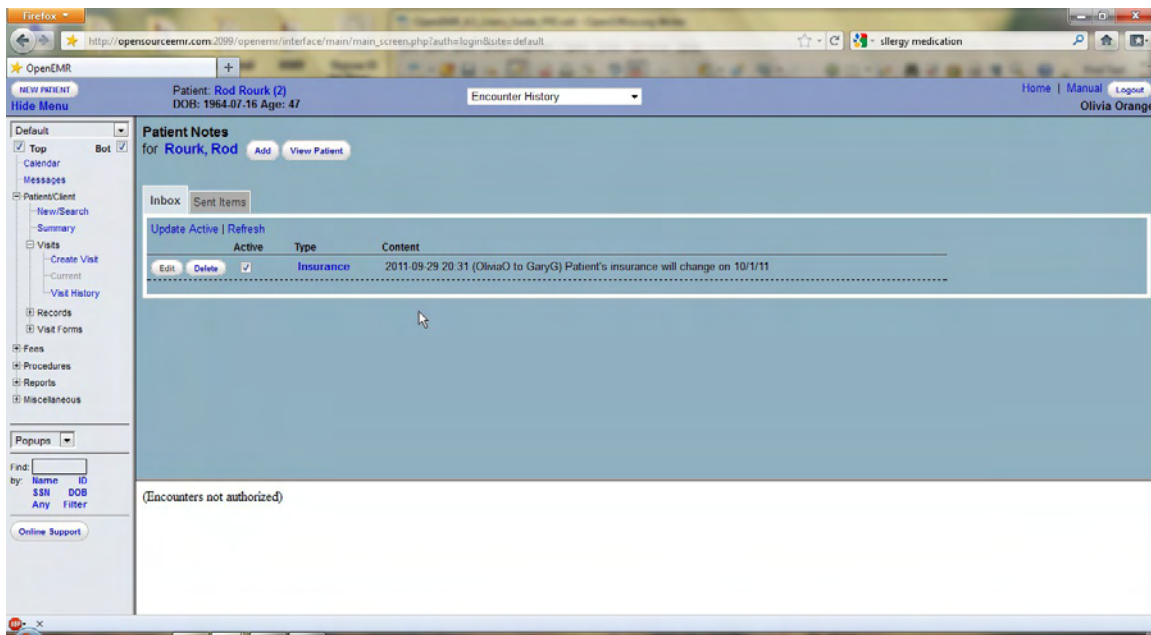 Firefox
http://opensourceemr.com:2099/openemr/interface/main/main_screen.php?auth=login&site=default
sllergy medication
OpenEMR
+
NEW PATIENT
Hide Menu
Patient: Rod Rourk (2)
DOB: 1964-07-16 Age: 47
Encounter History
Home | Manual Logout
Olivia Orange
Default
Top Bot
Calendar
Messages
Patient/Client
New/Search
Summary
Visits
Create Visit
Current
Visit History
Records
Visit Forms
Fees
Procedures
Reports
Miscellaneous
Popups
Find:
by: Name ID
SSN DOB
Any Filter
Online Support
Patient Notes
for Rourk, Rod Add View Patient
Inbox Sent Items
Update Active | Refresh
Active Type Content
Edit Delete Insurance 2011-09-29 20:31 (OliviaO to GaryG) Patient's insurance will change on 10/1/11
(Encounters not authorized)